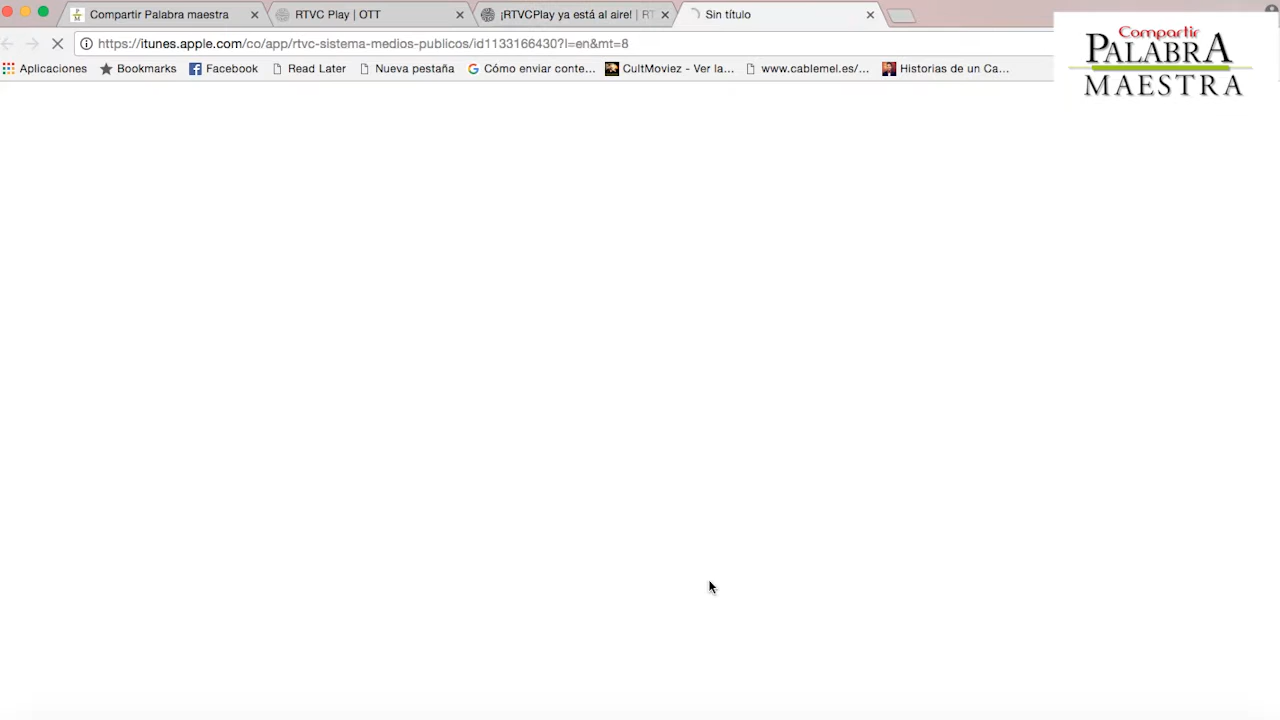 Compartir Palabra maestra
RTVC Play | OTT
¡RTVCPlay ya está al aire! | RT
Sin título
https://itunes.apple.com/co/app/rtvc-sistema-medios-publicos/id1133166430?l=en&mt=8
Aplicaciones
Bookmarks
Facebook
Read Later
Nueva pestaña
Cómo enviar conte...
CultMoviez - Ver la...
www.cablemel.es/...
Historias de un Ca...
Compartir
PALABRA
MAESTRA